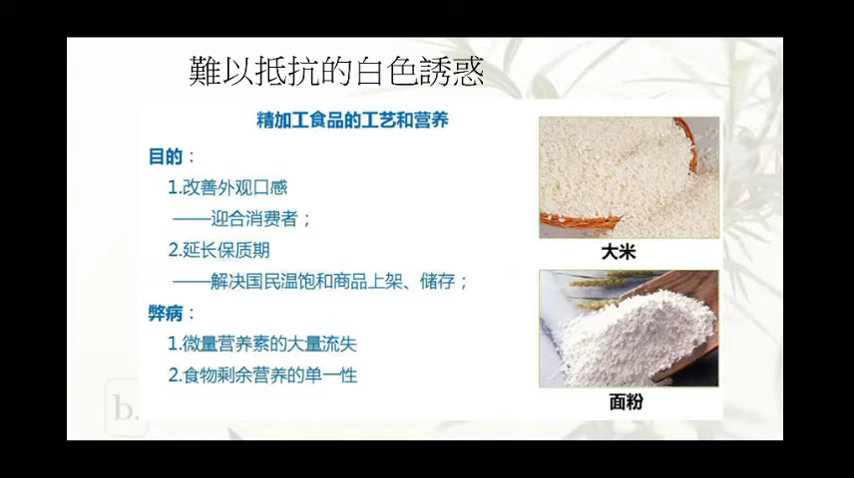 難以抵抗的白色誘惑
精加工食品的工艺和营养
目的：
1.改善外观口感
——迎合消费者；
2.延长保质期
——解决国民温饱和商品上架、储存；
弊病：
1.微量营养素的大量流失
2.食物剩余营养的单一性
大米
面粉
b.